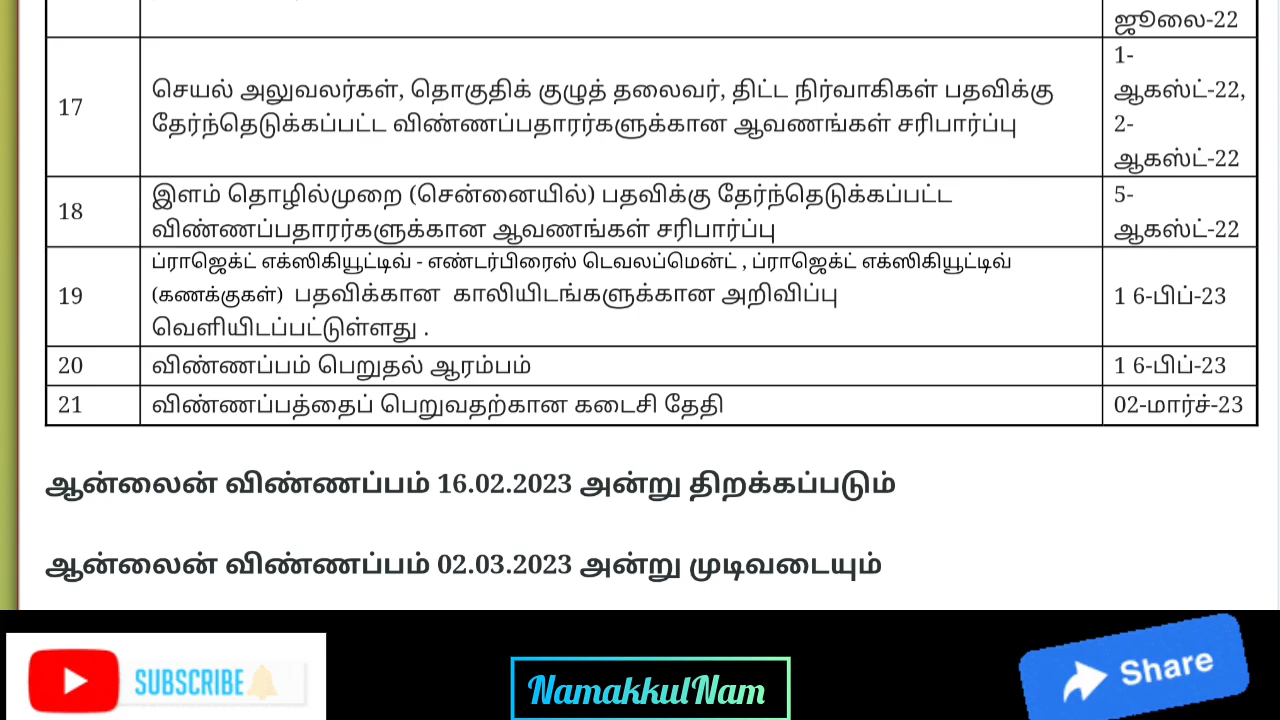 ஜூலை-22
17
செயல் அலுவலர்கள், தொகுதிக் குழுத் தலைவர், திட்ட நிர்வாகிகள் பதவிக்கு
தேர்ந்தெடுக்கப்பட்ட விண்ணப்பதாரர்களுக்கான ஆவணங்கள் சரிபார்ப்பு
1-
ஆகஸ்ட்-22,
2-
ஆகஸ்ட்-22
18
இளம் தொழில்முறை (சென்னையில்) பதவிக்கு தேர்ந்தெடுக்கப்பட்ட
விண்ணப்பதாரர்களுக்கான ஆவணங்கள் சரிபார்ப்பு
5-
ஆகஸ்ட்-22
19
ப்ராஜெக்ட் எக்ஸிகியூட்டிவ் - எண்டர்பிரைஸ் டெவலப்மென்ட் , ப்ராஜெக்ட் எக்ஸிகியூட்டிவ்
(கணக்குகள்) பதவிக்கான காலியிடங்களுக்கான அறிவிப்பு
வெளியிடப்பட்டுள்ளது .
1 6-பிப்-23
20 விண்ணப்பம் பெறுதல் ஆரம்பம் 1 6-பிப்-23
21 விண்ணப்பத்தைப் பெறுவதற்கான கடைசி தேதி 02-மார்ச்-23
ஆன்லைன் விண்ணப்பம் 16.02.2023 அன்று திறக்கப்படும்
ஆன்லைன் விண்ணப்பம் 02.03.2023 அன்று முடிவடையும்
SUBSCRIBE
NamakkulNam
Share